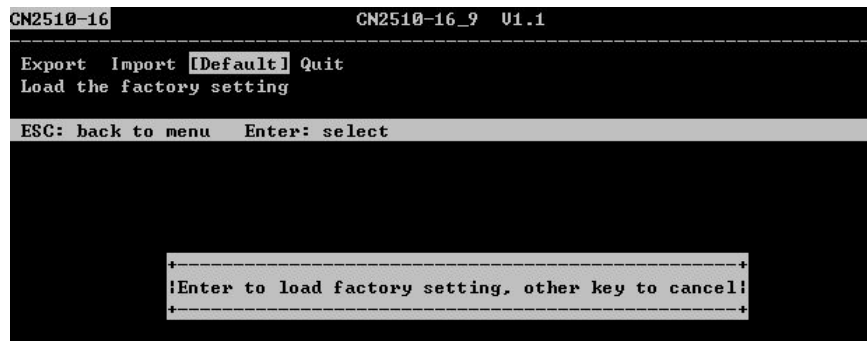 CN2510-16 CN2510-16_9 V1.1
Export Import [Default] Quit
Load the factory setting
ESC: back to menu Enter: select
Enter to load factory setting, other key to cancel